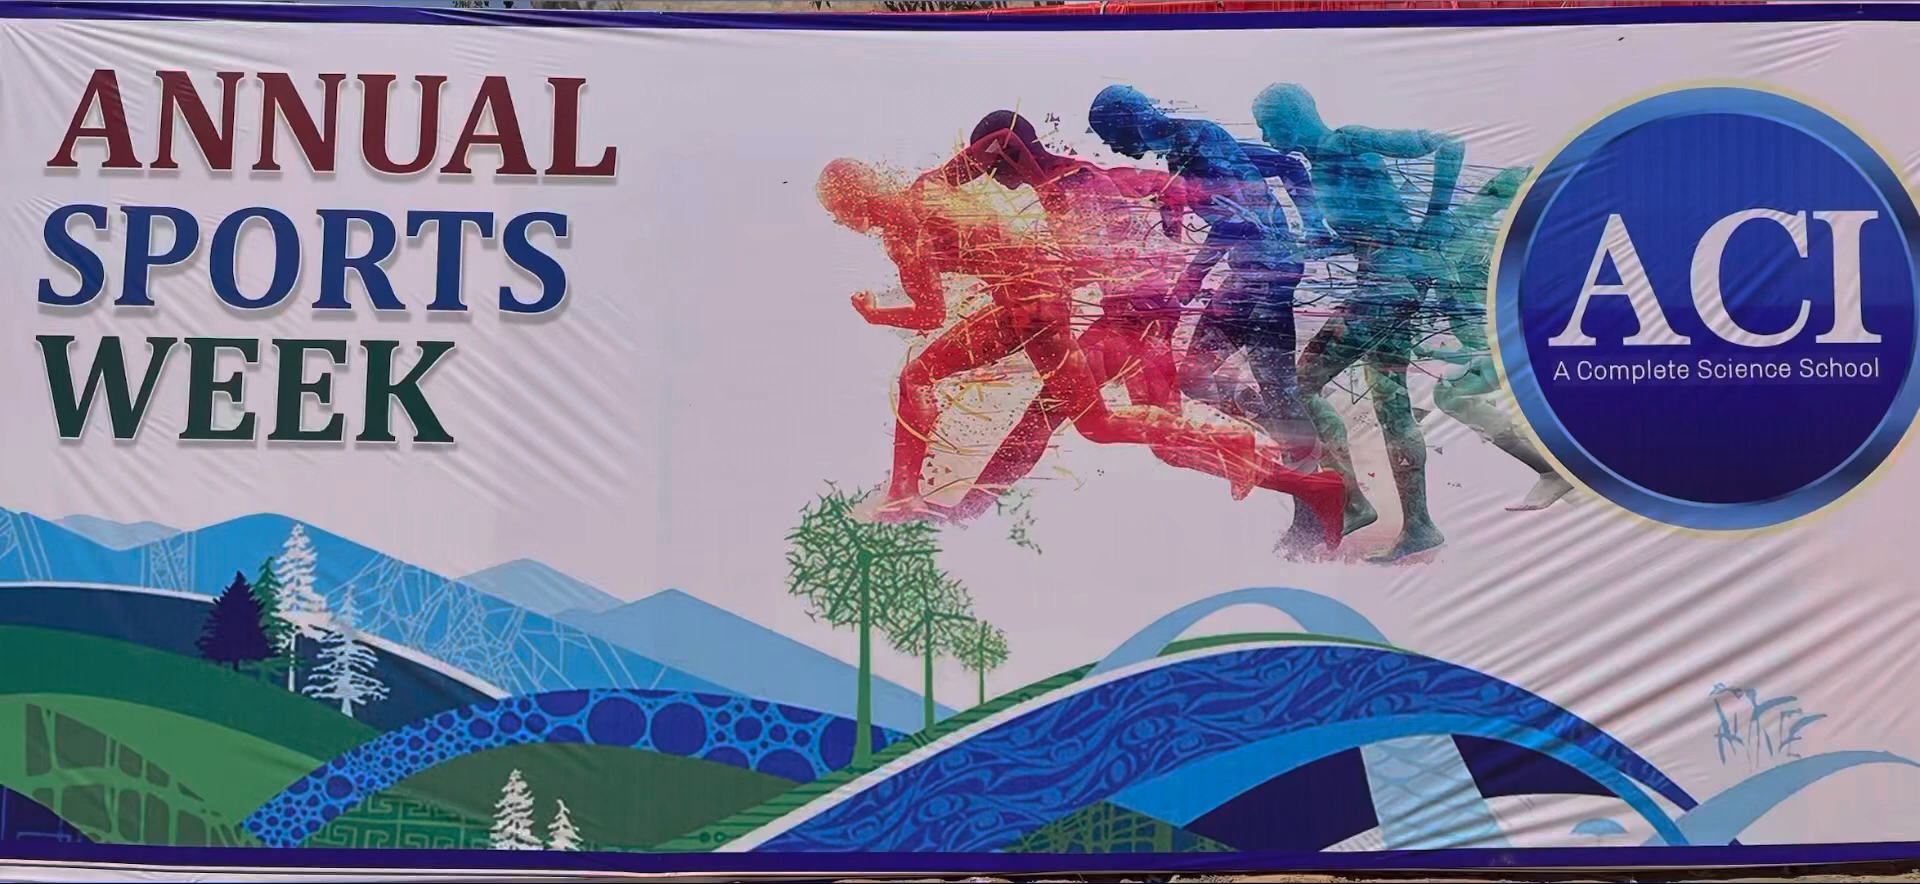 ANNUAL
SPORTS
WEEK
ACI
A Complete Science School